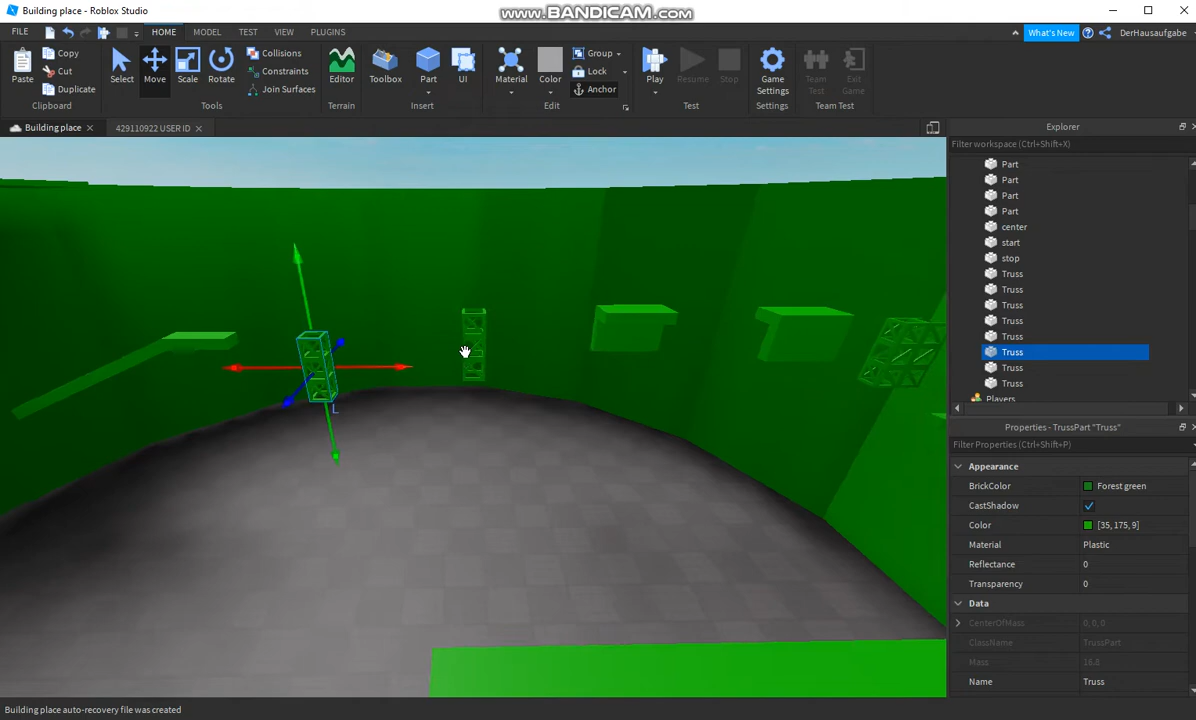 Building place - Roblox Studio
www.BANDICAM.com
FILE HOME MODEL TEST VIEW PLUGINS What's New DerHausaufgabe
Paste Copy Cut Duplicate Select Move Scale Rotate Collisions Constraints Join Surfaces Editor Toolbox Part UI Material Color Group Lock Anchor Play Resume Stop Game Settings Team Test Exit Game
Clipboard Tools Terrain Insert Edit Test Settings Team Test
Building place 429110922 USER ID
Explorer
Filter workspace (Ctrl+Shift+X)
Part
Part
Part
Part
center
start
stop
Truss
Truss
Truss
Truss
Truss
Truss
Truss
Truss
Players
L
Properties - TrussPart "Truss"
Filter Properties (Ctrl+Shift+P)
Appearance
BrickColor Forest green
CastShadow
Color [35, 175, 9]
Material Plastic
Reflectance 0
Transparency 0
Data
CenterOfMass 0, 0, 0
ClassName TrussPart
Mass 16.8
Name Truss
Building place auto-recovery file was created